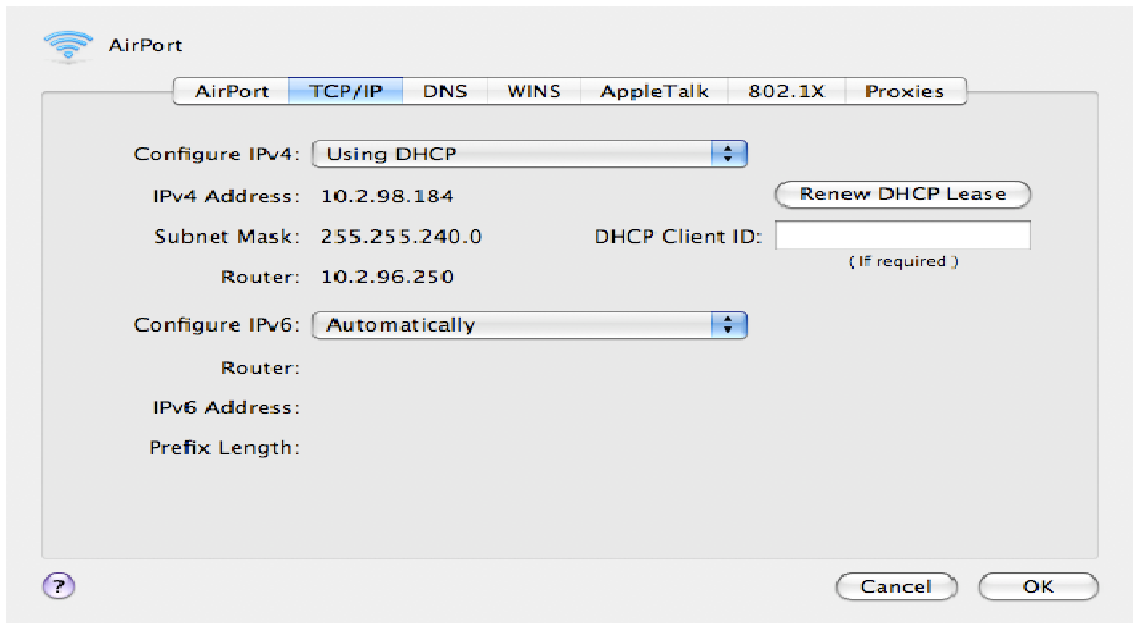 AirPort
AirPort TCP/IP DNS WINS AppleTalk 802.1X Proxies
Configure IPv4: Using DHCP
IPv4 Address: 10.2.98.184 Renew DHCP Lease
Subnet Mask: 255.255.240.0 DHCP Client ID:
(If required)
Router: 10.2.96.250
Configure IPv6: Automatically
Router:
IPv6 Address:
Prefix Length:
? Cancel OK